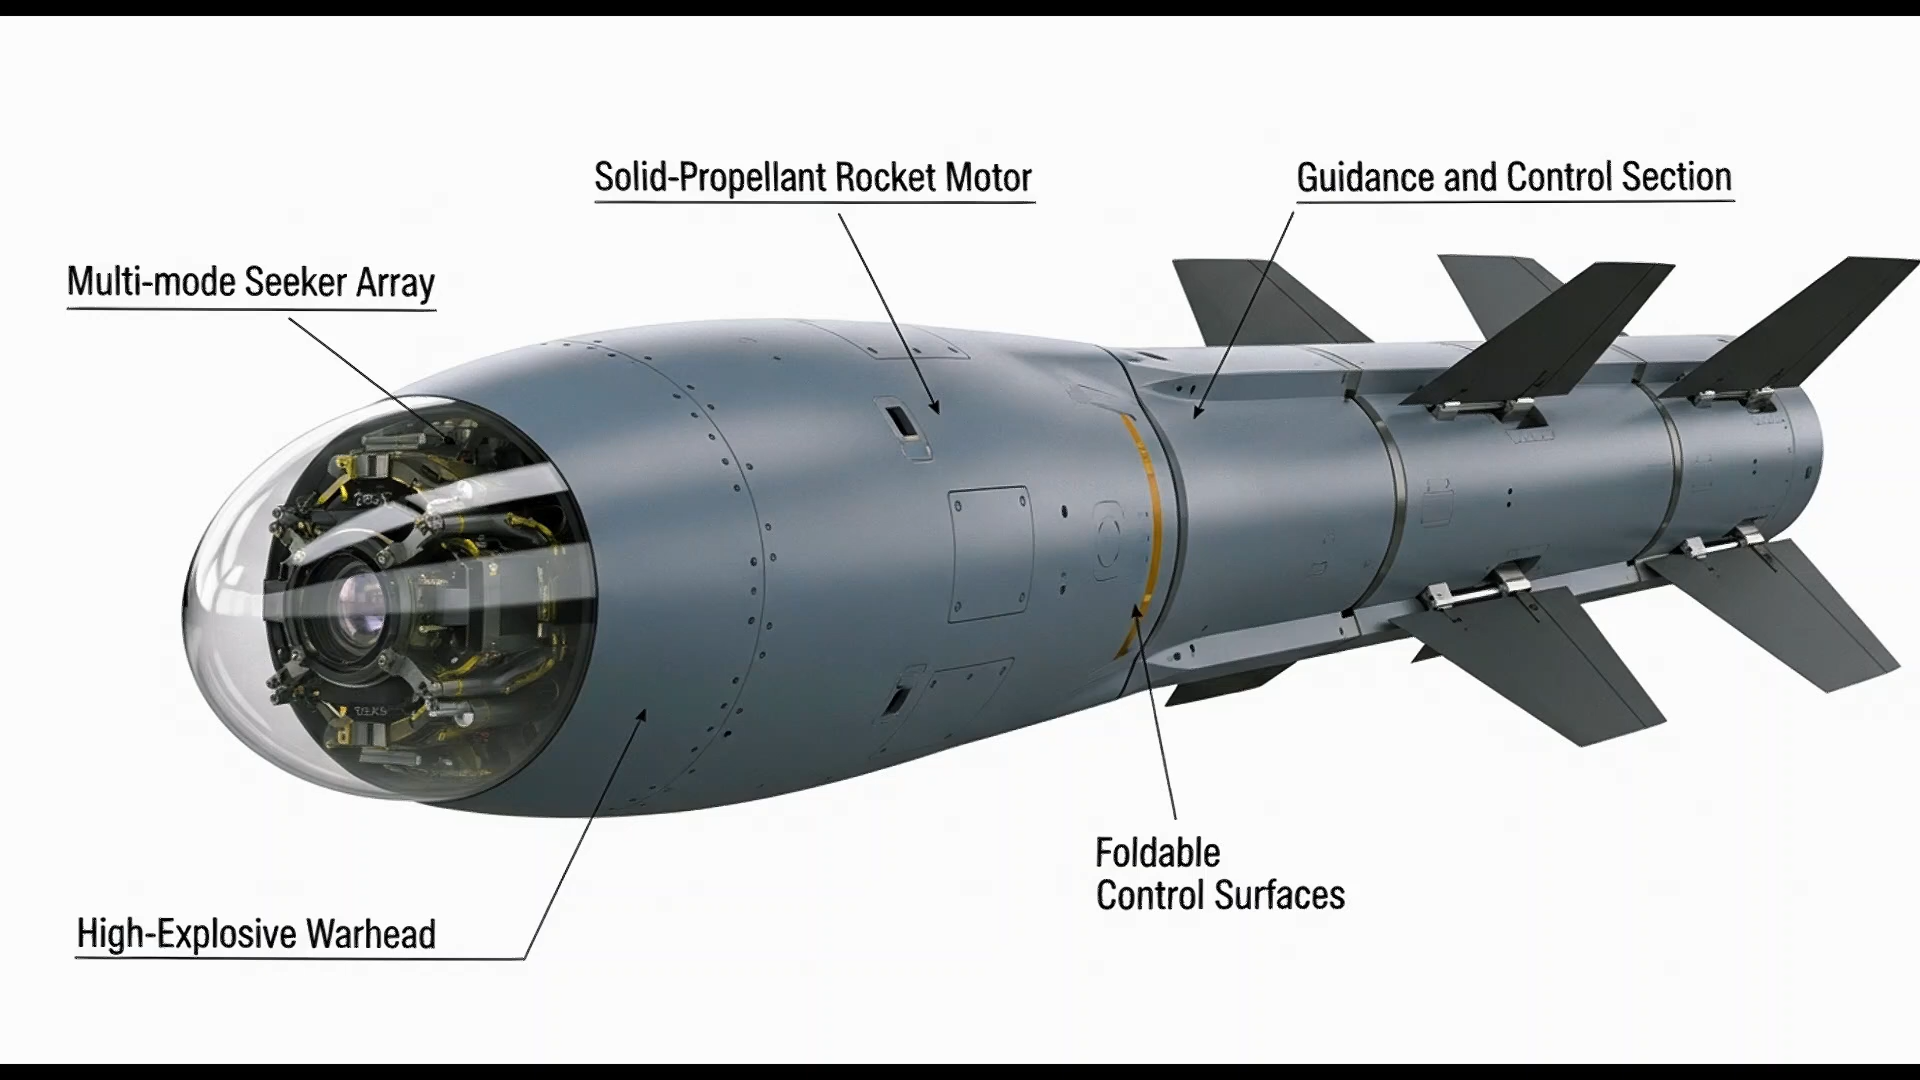 Solid-Propellant Rocket Motor
Guidance and Control Section
Multi-mode Seeker Array
Foldable
Control Surfaces
High-Explosive Warhead